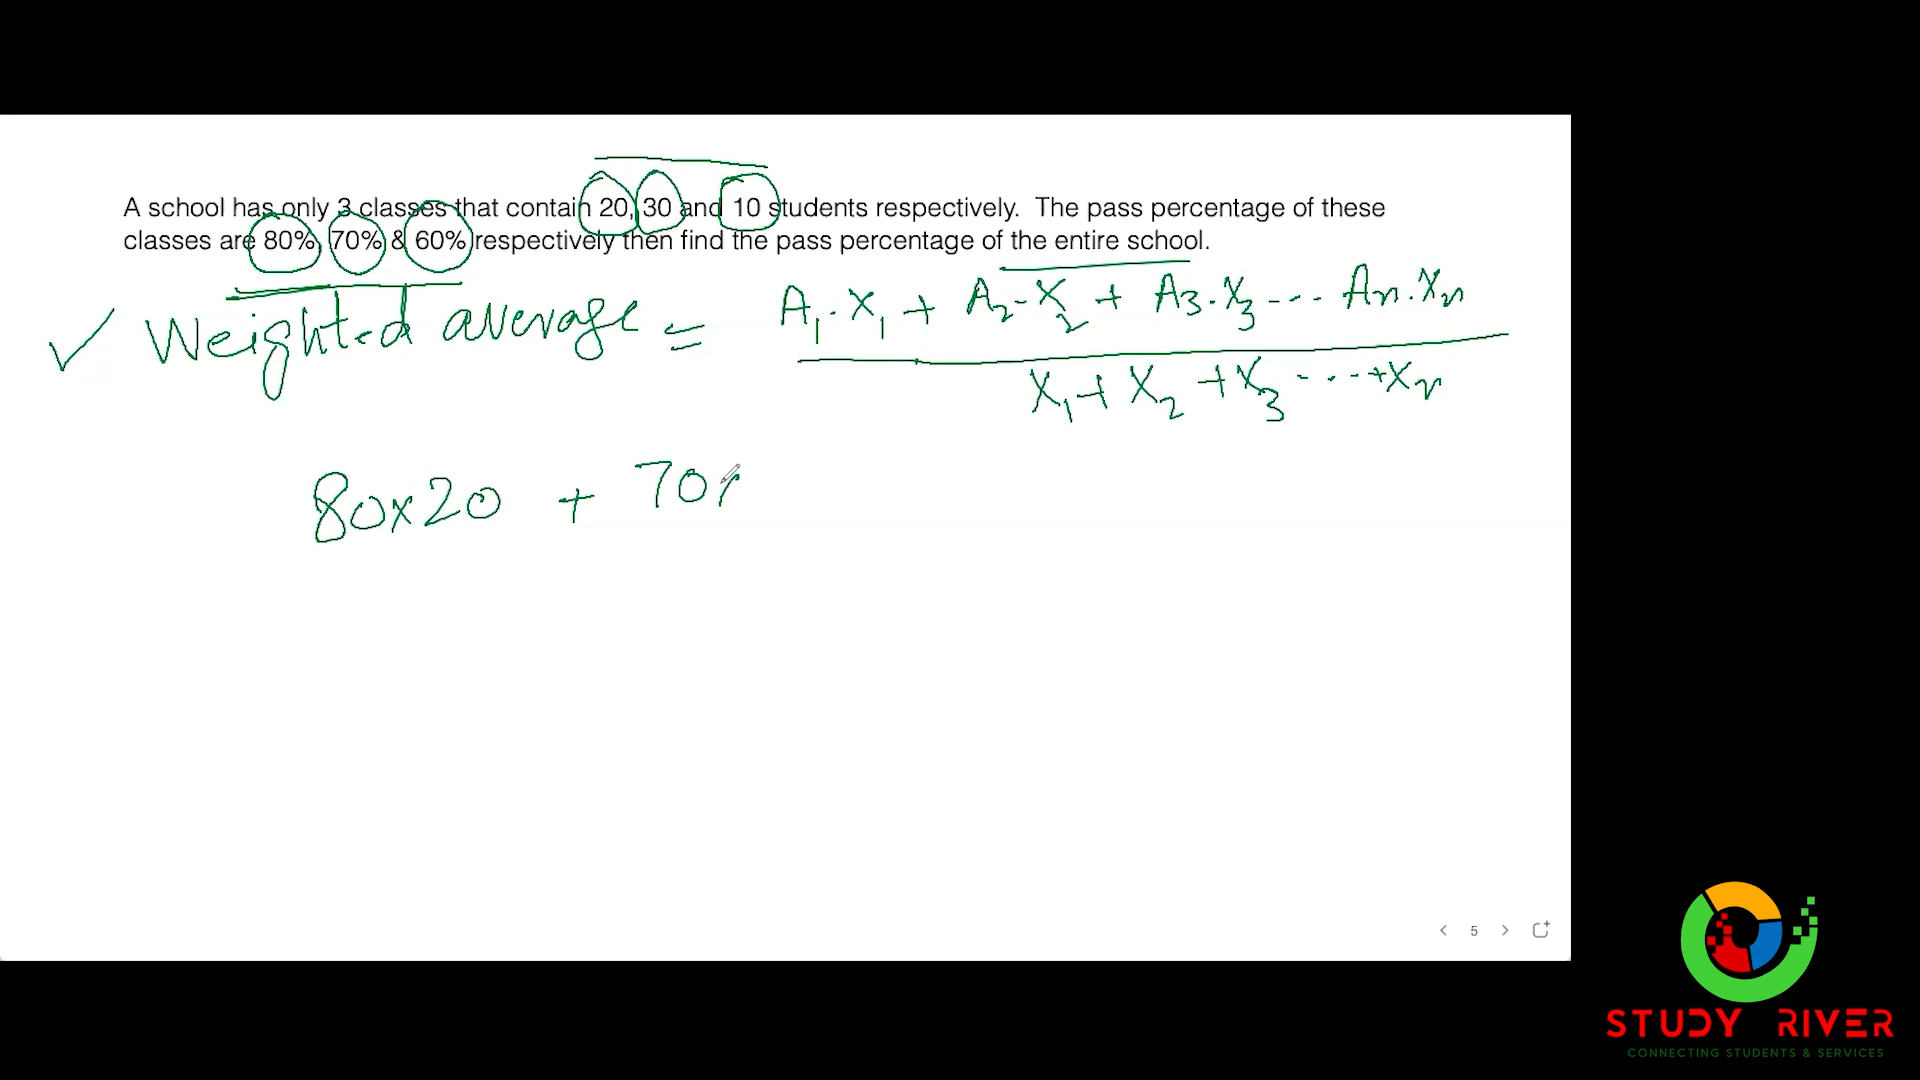 A school has only 3 classes that contain 20, 30 and 10 students respectively. The pass percentage of these
classes are 80%, 70% & 60% respectively then find the pass percentage of the entire school.
✓ Weighted average = A₁·X₁ + A₂·X₂ + A₃·X₃ --- Aₙ·Xₙ
X₁ + X₂ + X₃ ---- + Xₙ
80×20 + 70
< 5 >
STUDY RIVER
CONNECTING STUDENTS & SERVICES